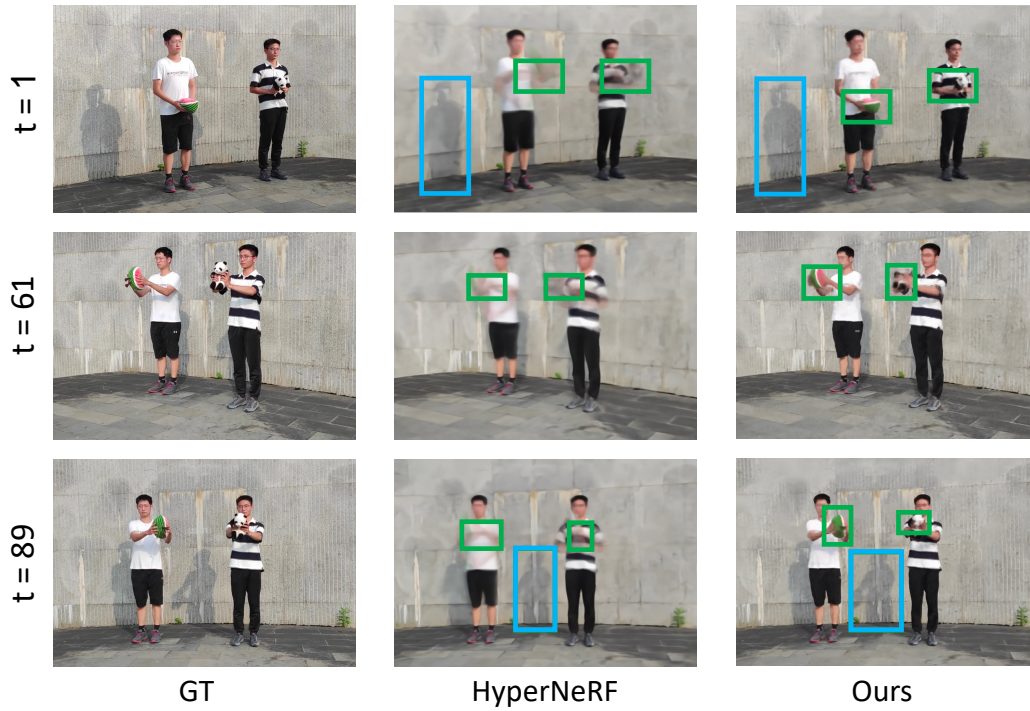 t = 1
t = 61
t = 89
GT
HyperNeRF
Ours